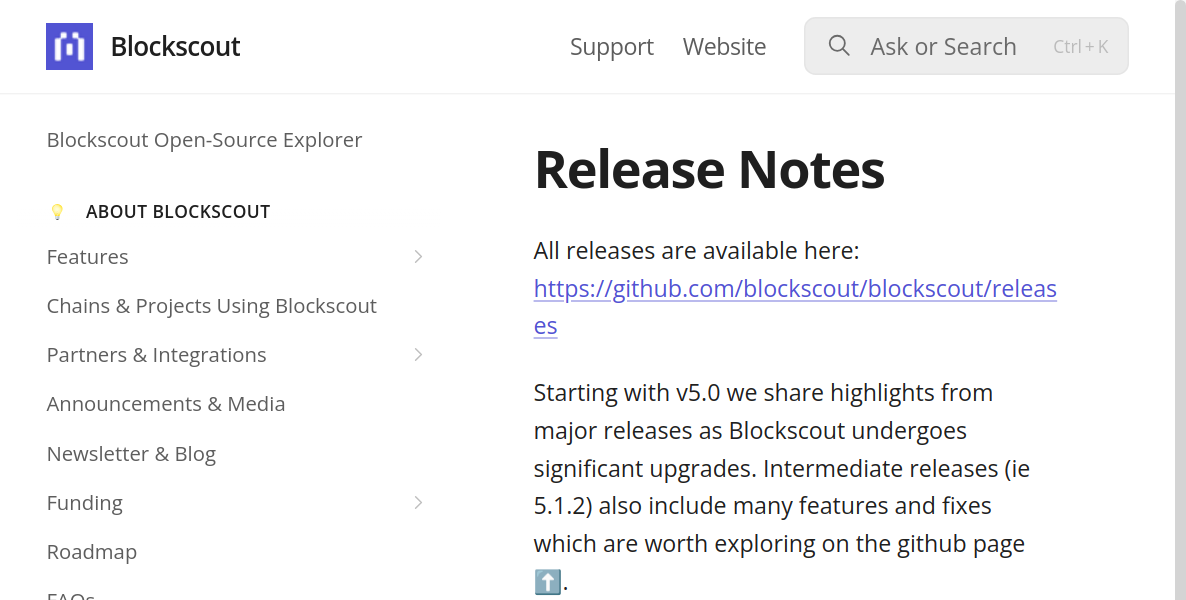 Blockscout
Support
Website
Ask or Search
Ctrl + K
Blockscout Open-Source Explorer
💡 ABOUT BLOCKSCOUT
Features
Chains & Projects Using Blockscout
Partners & Integrations
Announcements & Media
Newsletter & Blog
Funding
Roadmap
FAQs
Release Notes
All releases are available here:
https://github.com/blockscout/blockscout/releas
es
Starting with v5.0 we share highlights from
major releases as Blockscout undergoes
significant upgrades. Intermediate releases (ie
5.1.2) also include many features and fixes
which are worth exploring on the github page
⬆️.